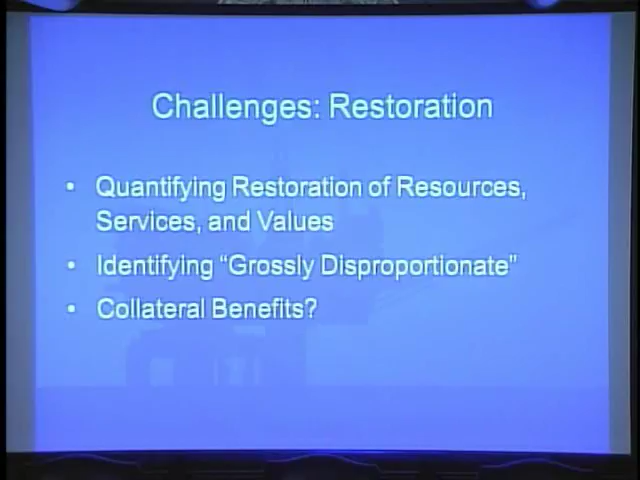 Challenges: Restoration
• Quantifying Restoration of Resources,
Services, and Values
• Identifying “Grossly Disproportionate”
• Collateral Benefits?